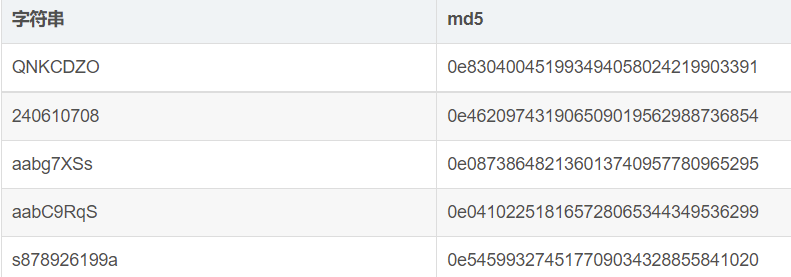 字符串 md5
QNKCDZO 0e830400451993494058024219903391
240610708 0e462097431906509019562988736854
aabg7XSs 0e087386482136013740957780965295
aabC9RqS 0e041022518165728065344349536299
s878926199a 0e545993274517709034328855841020